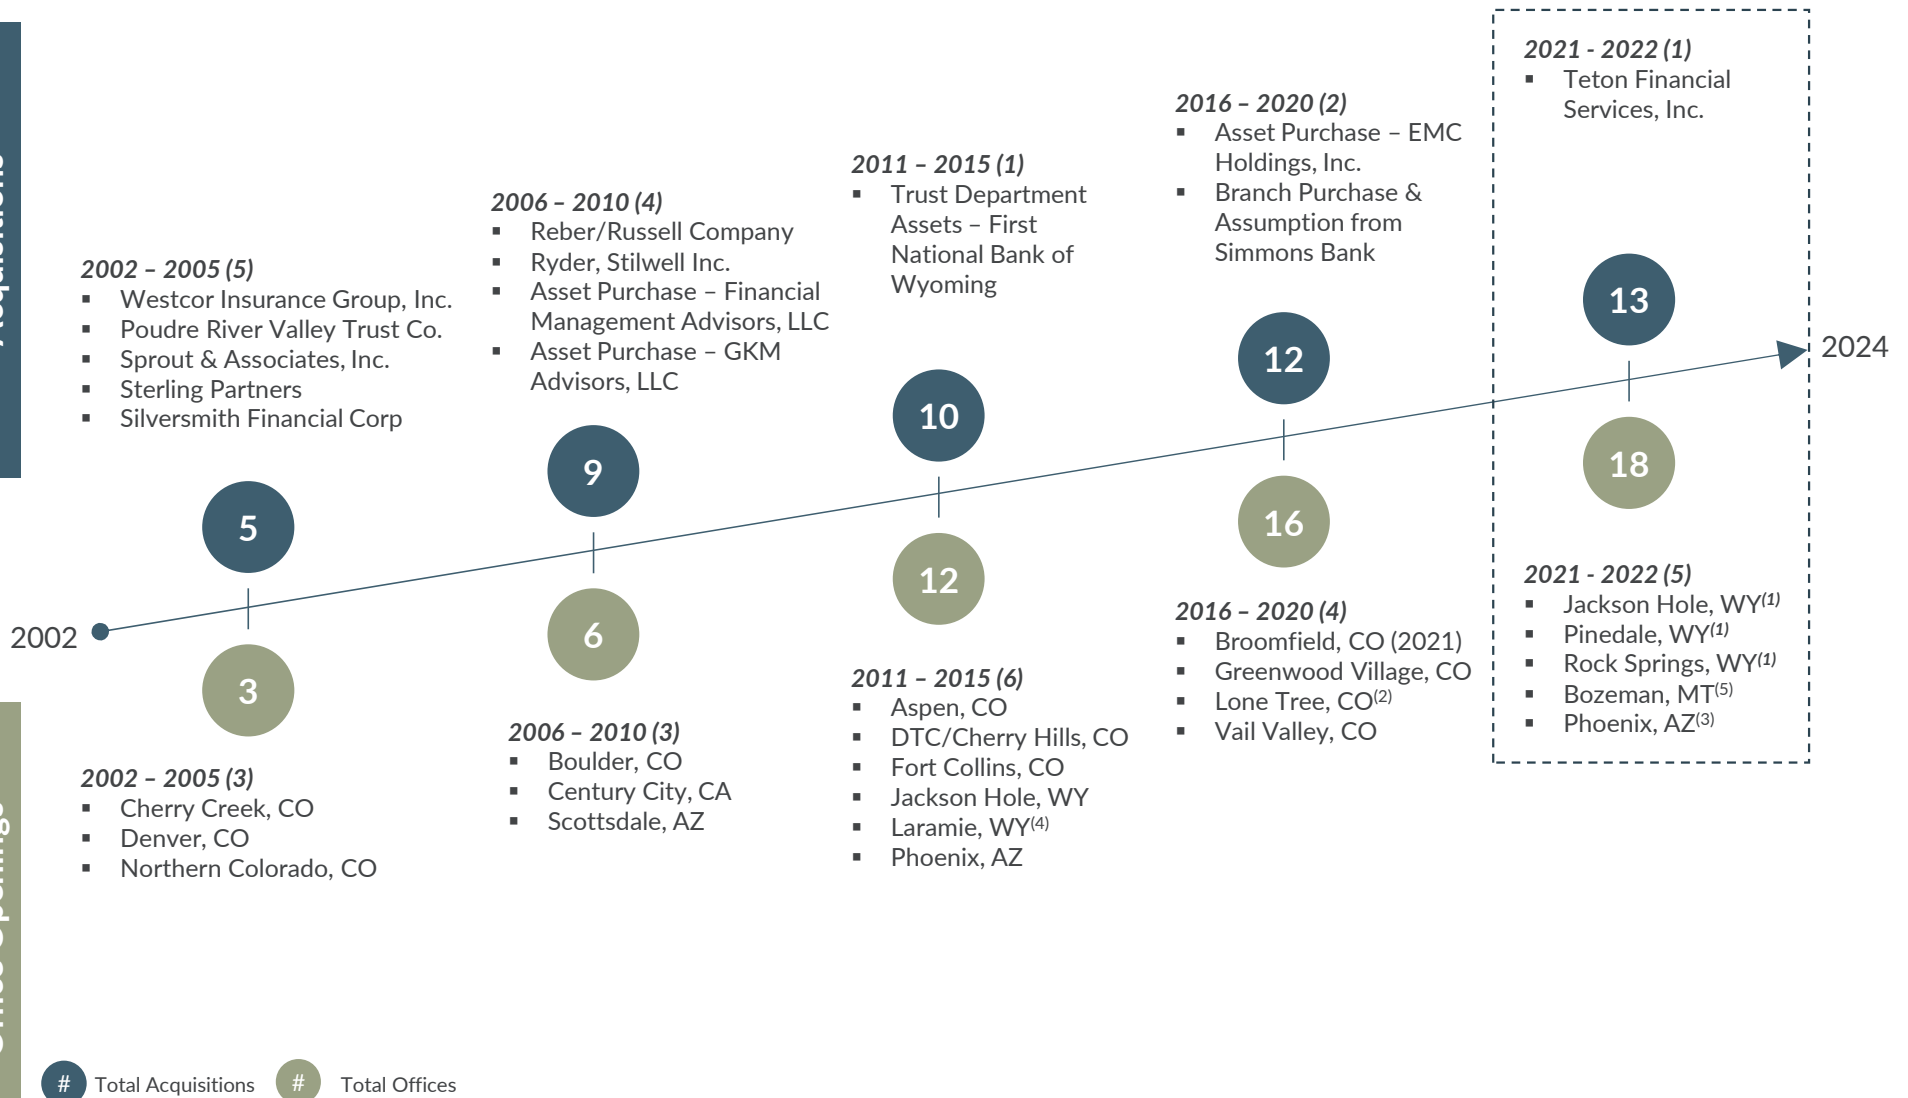 2002 – 2005 (5)
▪ Westcor Insurance Group, Inc.
▪ Poudre River Valley Trust Co.
▪ Sprout & Associates, Inc.
▪ Sterling Partners
▪ Silversmith Financial Corp
2006 – 2010 (4)
▪ Reber/Russell Company
▪ Ryder, Stilwell Inc.
▪ Asset Purchase – Financial
Management Advisors, LLC
▪ Asset Purchase – GKM
Advisors, LLC
2011 – 2015 (1)
▪ Trust Department
Assets – First
National Bank of
Wyoming
2016 – 2020 (2)
▪ Asset Purchase – EMC
Holdings, Inc.
▪ Branch Purchase &
Assumption from
Simmons Bank
2021 - 2022 (1)
▪ Teton Financial
Services, Inc.
5
9
10
12
13
2002
2024
3
6
12
16
18
2002 – 2005 (3)
▪ Cherry Creek, CO
▪ Denver, CO
▪ Northern Colorado, CO
2006 – 2010 (3)
▪ Boulder, CO
▪ Century City, CA
▪ Scottsdale, AZ
2011 – 2015 (6)
▪ Aspen, CO
▪ DTC/Cherry Hills, CO
▪ Fort Collins, CO
▪ Jackson Hole, WY
▪ Laramie, WY(4)
▪ Phoenix, AZ
2016 – 2020 (4)
▪ Broomfield, CO (2021)
▪ Greenwood Village, CO
▪ Lone Tree, CO(2)
▪ Vail Valley, CO
2021 - 2022 (5)
▪ Jackson Hole, WY(1)
▪ Pinedale, WY(1)
▪ Rock Springs, WY(1)
▪ Bozeman, MT(5)
▪ Phoenix, AZ(3)
# Total Acquisitions # Total Offices